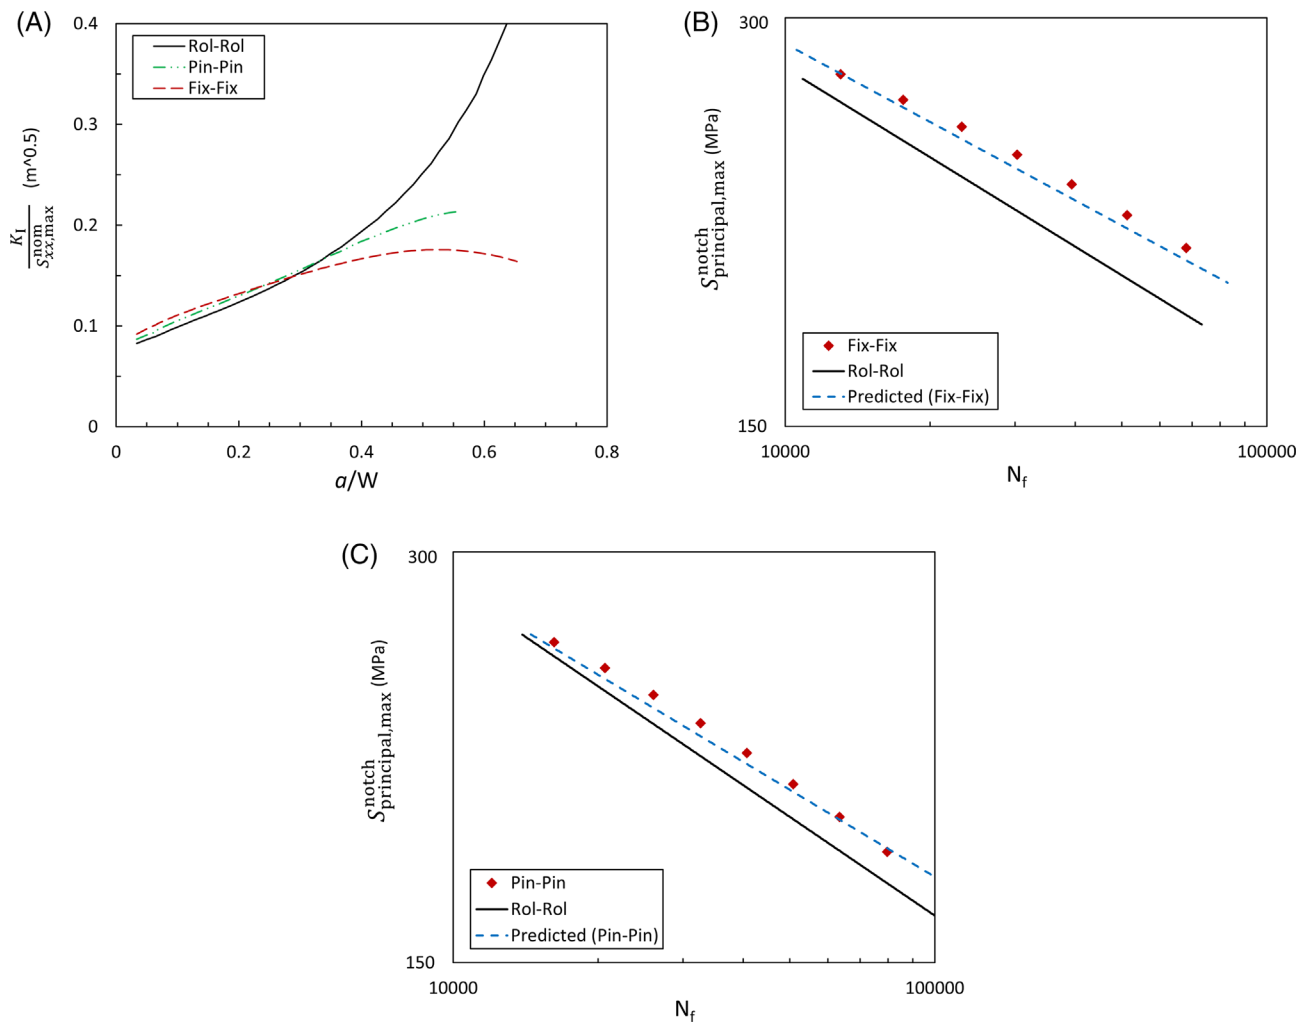 (A)
0.4
0.3
0.2
0.1
0
0
0.2
0.4
0.6
0.8
Rol-Rol
Pin-Pin
Fix-Fix
K_I / S^nom_xx,max (m^0.5)
a/W
(B)
300
150
10000
100000
S^notch_principal,max (MPa)
Fix-Fix
Rol-Rol
Predicted (Fix-Fix)
N_f
(C)
300
150
10000
100000
S^notch_principal,max (MPa)
Pin-Pin
Rol-Rol
Predicted (Pin-Pin)
N_f